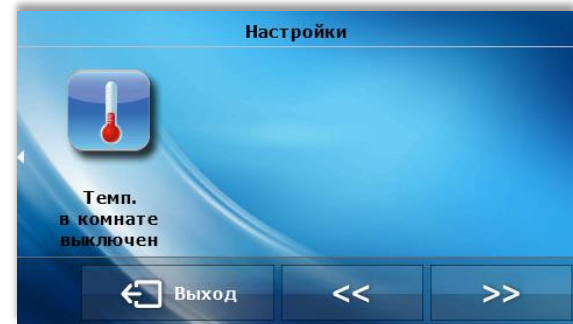 Настройки
Темп.
в комнате
выключен
Выход
<<
>>